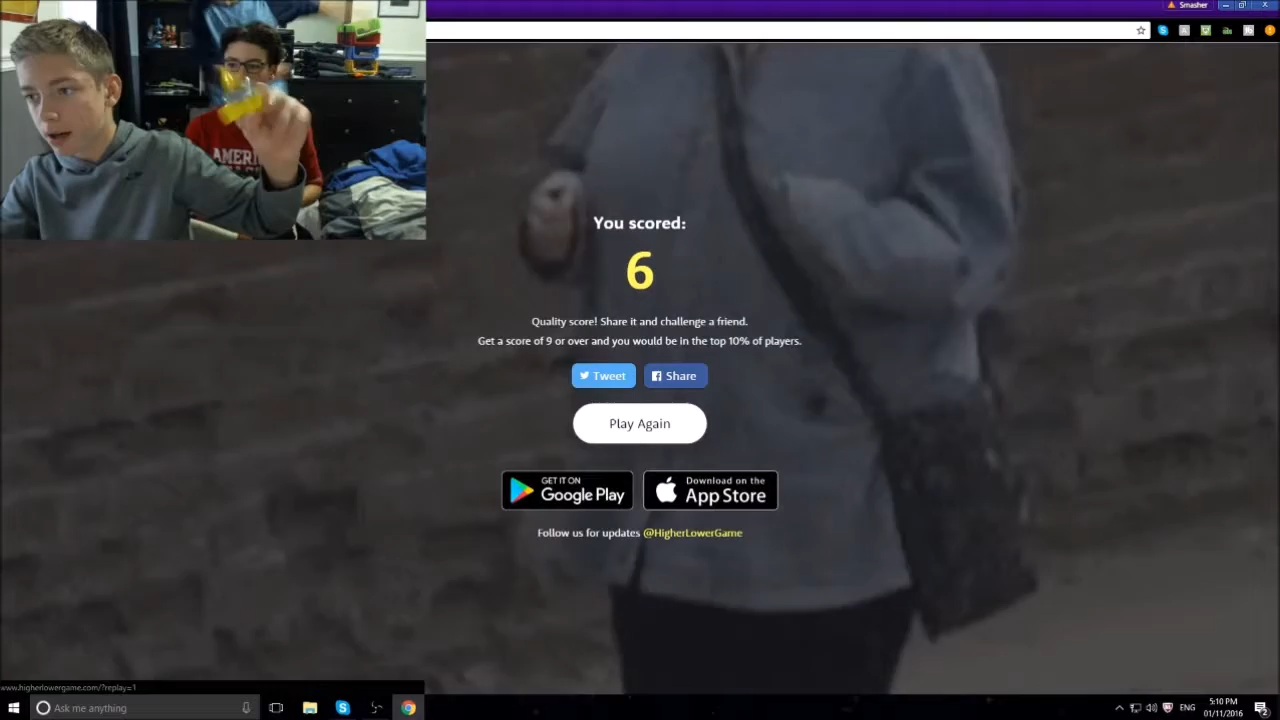 Smasher
AMERI
You scored:
6
Quality score! Share it and challenge a friend.
Get a score of 9 or over and you would be in the top 10% of players.
Tweet
Share
Play Again
GET IT ON
Google Play
Download on the
App Store
Follow us for updates @HigherLowerGame
www.higherlowergame.com/?replay=1
Ask me anything
ENG
5:10 PM
01/11/2016